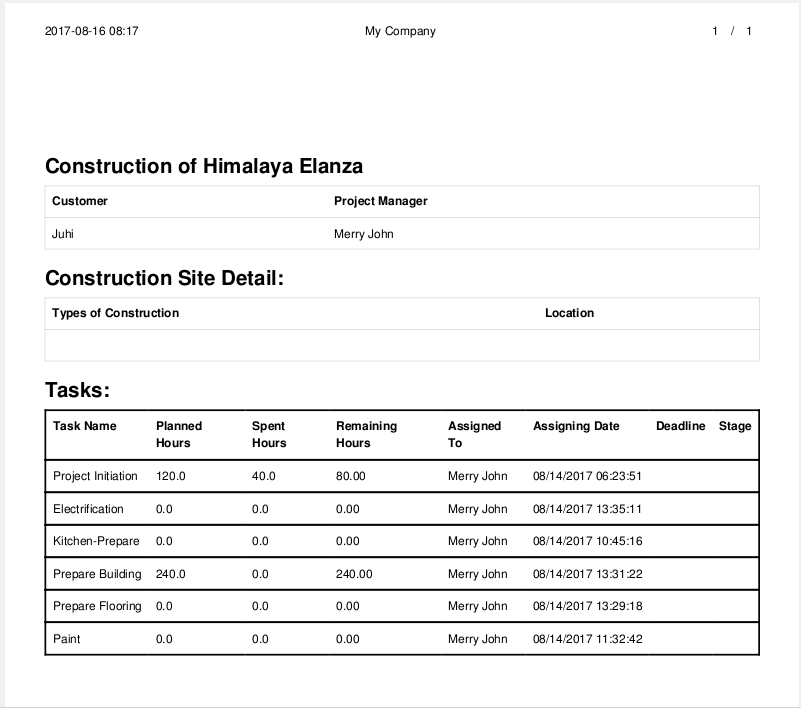 2017-08-16 08:17 My Company 1 / 1
Construction of Himalaya Elanza
Customer Project Manager
Juhi Merry John
Construction Site Detail:
Types of Construction Location
Tasks:
Task Name Planned Hours Spent Hours Remaining Hours Assigned To Assigning Date Deadline Stage
Project Initiation 120.0 40.0 80.00 Merry John 08/14/2017 06:23:51
Electrification 0.0 0.0 0.00 Merry John 08/14/2017 13:35:11
Kitchen-Prepare 0.0 0.0 0.00 Merry John 08/14/2017 10:45:16
Prepare Building 240.0 0.0 240.00 Merry John 08/14/2017 13:31:22
Prepare Flooring 0.0 0.0 0.00 Merry John 08/14/2017 13:29:18
Paint 0.0 0.0 0.00 Merry John 08/14/2017 11:32:42